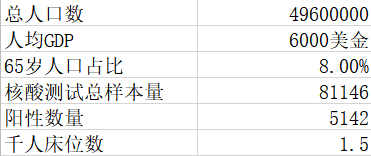 总人口数 49600000
人均GDP 6000美金
65岁人口占比 8.00%
核酸测试总样本量 81146
阳性数量 5142
千人床位数 1.5